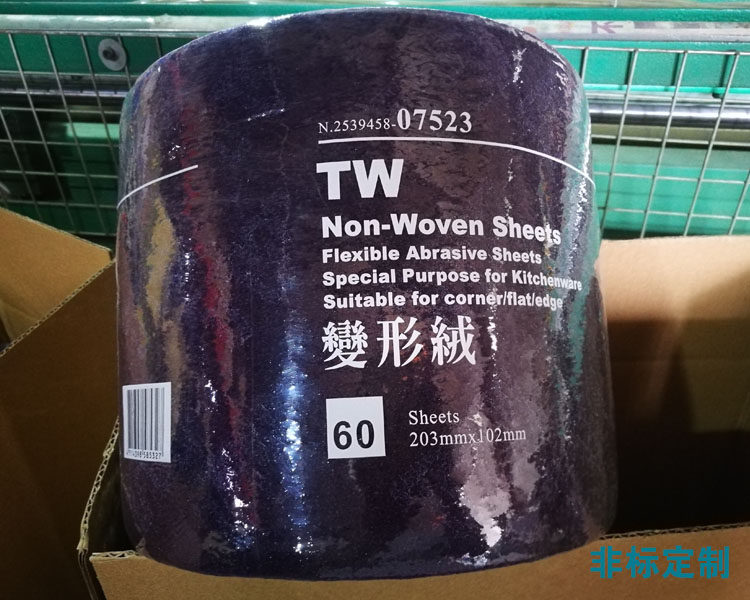 N.2539458-07523
TW
Non-Woven Sheets
Flexible Abrasive Sheets
Special Purpose for Kitchenware
Suitable for corner/flat/edge
變形絨
60
Sheets
203mmx102mm
非标定制